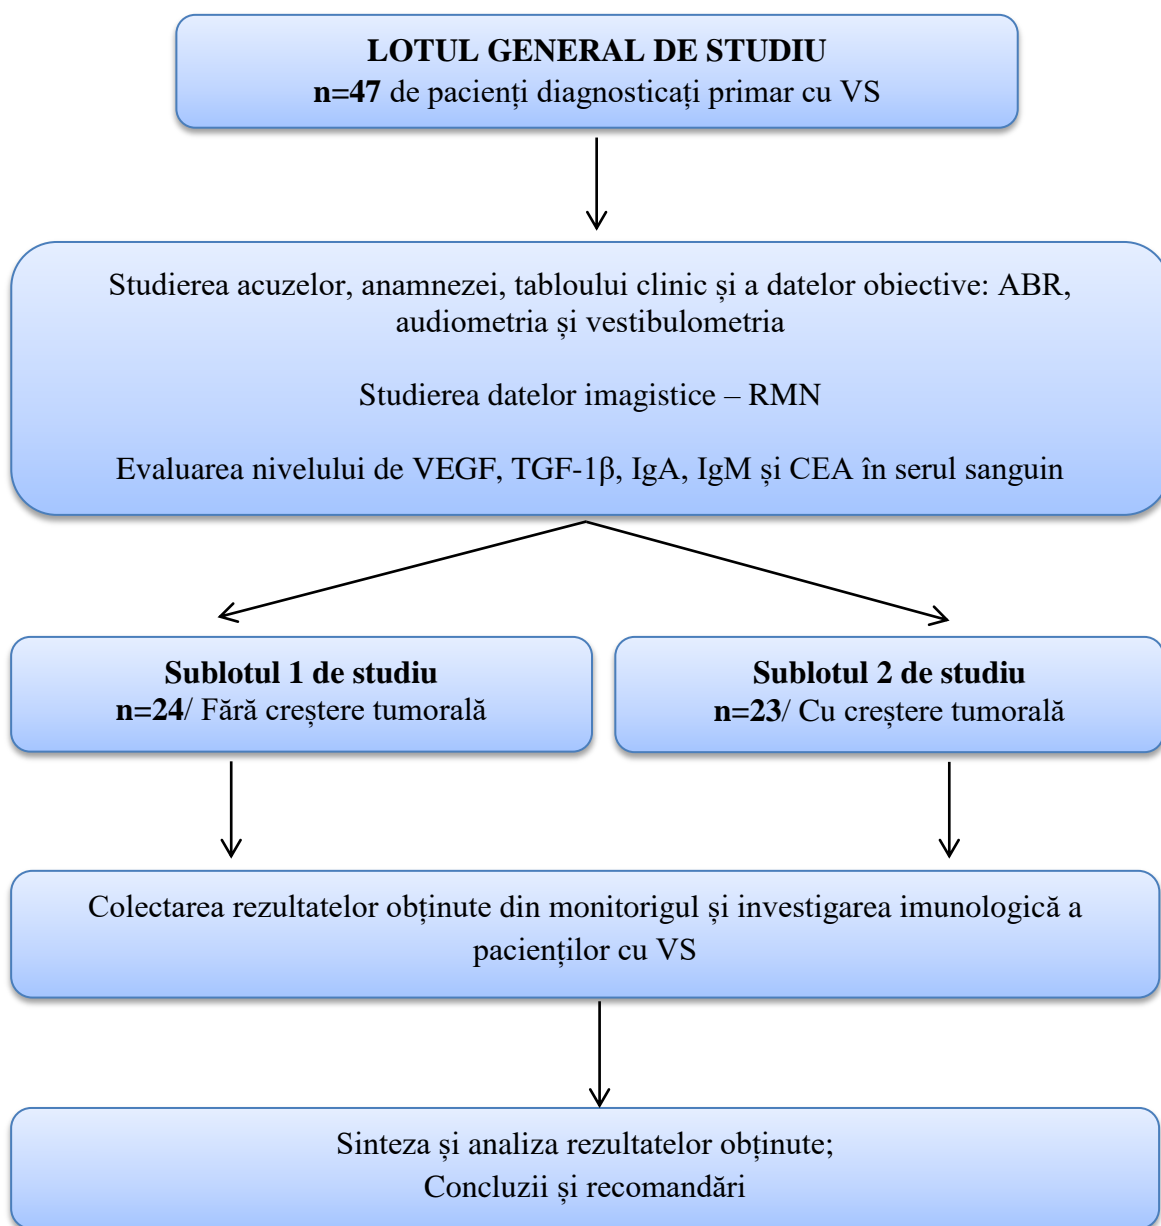 LOTUL GENERAL DE STUDIU
n=47 de pacienți diagnosticați primar cu VS
Studierea acuzelor, anamnezei, tabloului clinic și a datelor obiective: ABR,
audiometria și vestibulometria
Studierea datelor imagistice – RMN
Evaluarea nivelului de VEGF, TGF-1β, IgA, IgM și CEA în serul sanguin
Sublotul 1 de studiu
n=24/ Fără creștere tumorală
Sublotul 2 de studiu
n=23/ Cu creștere tumorală
Colectarea rezultatelor obținute din monitorigul și investigarea imunologică a
pacienților cu VS
Sinteza și analiza rezultatelor obținute;
Concluzii și recomandări